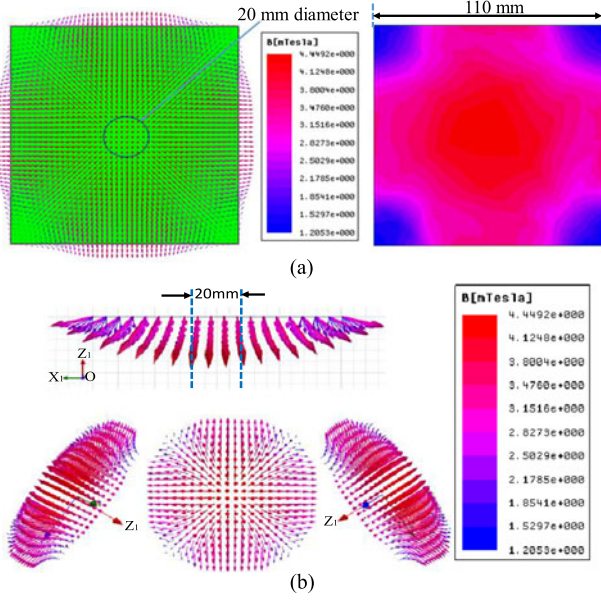 20 mm diameter
110 mm
B[mTesla]
4.4492e+000
4.1248e+000
3.8004e+000
3.4760e+000
3.1516e+000
2.8273e+000
2.5029e+000
2.1785e+000
1.8541e+000
1.5297e+000
1.2053e+000
(a)
20mm
Z₁
X₁ O
B[mTesla]
4.4492e+000
4.1248e+000
3.8004e+000
3.4760e+000
3.1516e+000
2.8273e+000
2.5029e+000
2.1785e+000
1.8541e+000
1.5297e+000
1.2053e+000
Z₁
Z₁
(b)